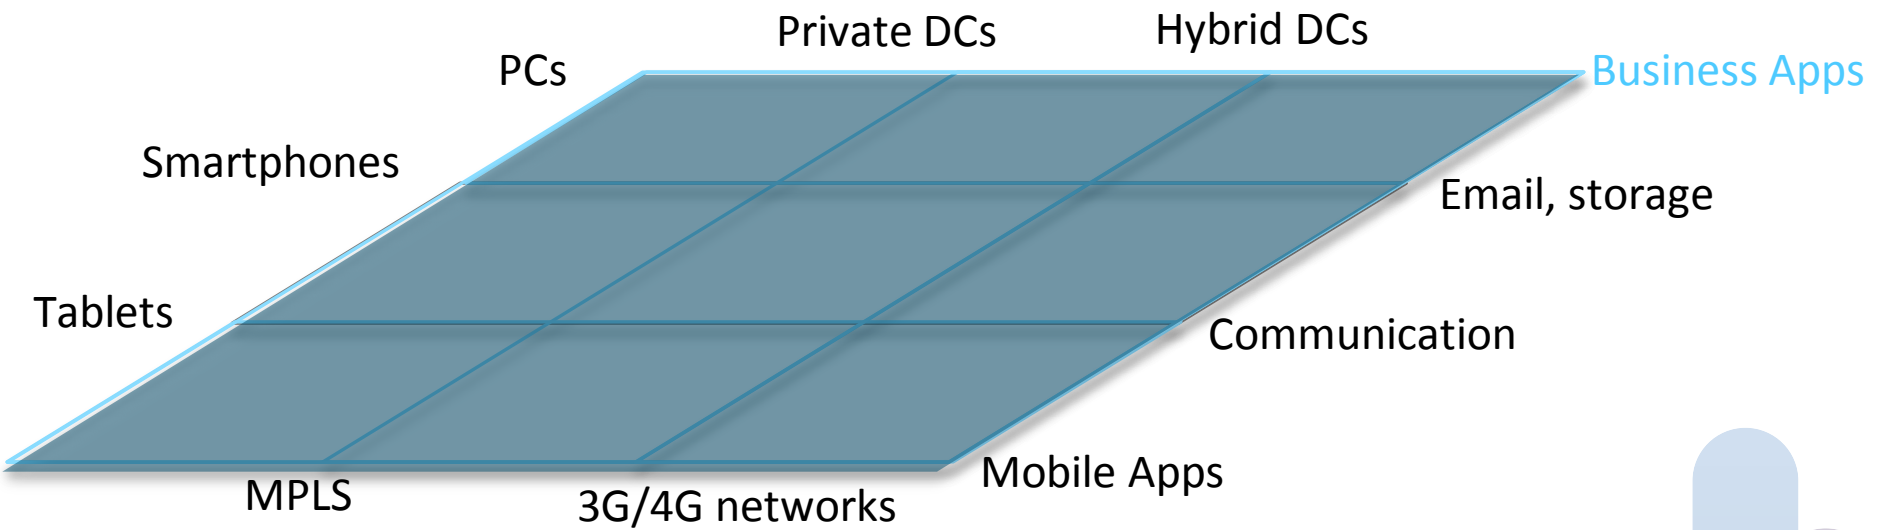 Private DCs
Hybrid DCs
PCs
Business Apps
Smartphones
Email, storage
Tablets
Communication
Mobile Apps
MPLS
3G/4G networks